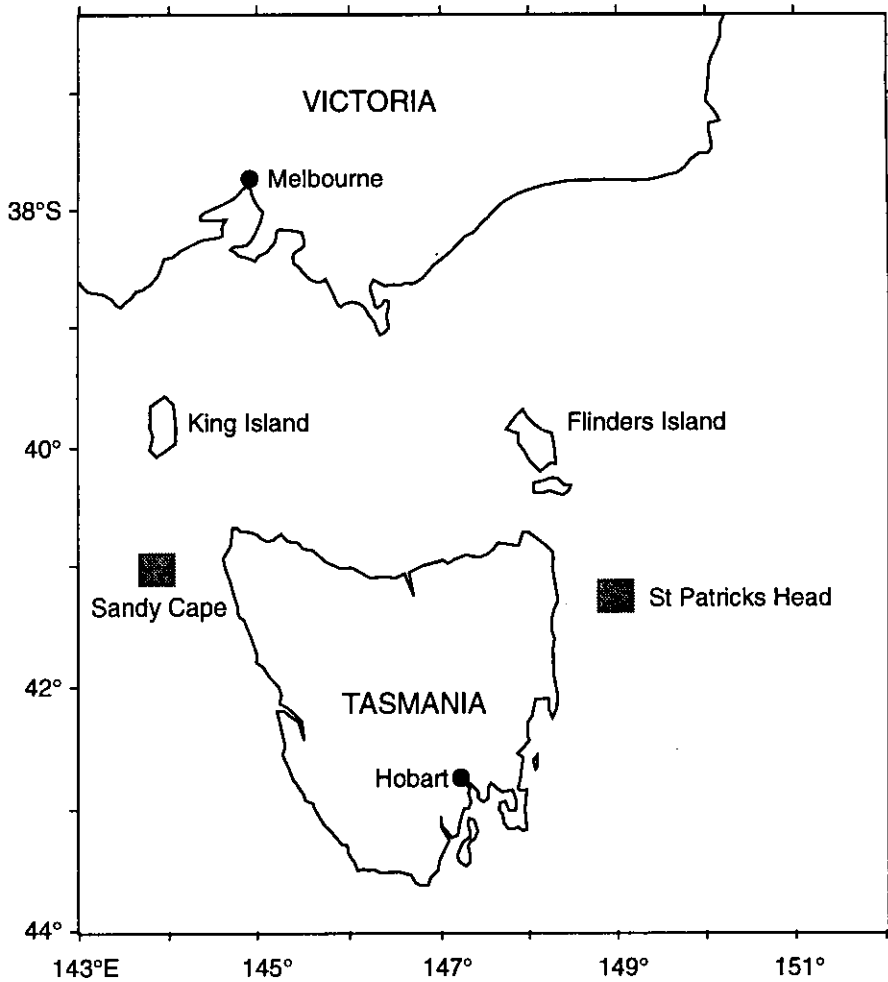 VICTORIA
Melbourne
38°S
King Island
Flinders Island
40°
Sandy Cape
St Patricks Head
42°
TASMANIA
Hobart
44°
143°E
145°
147°
149°
151°